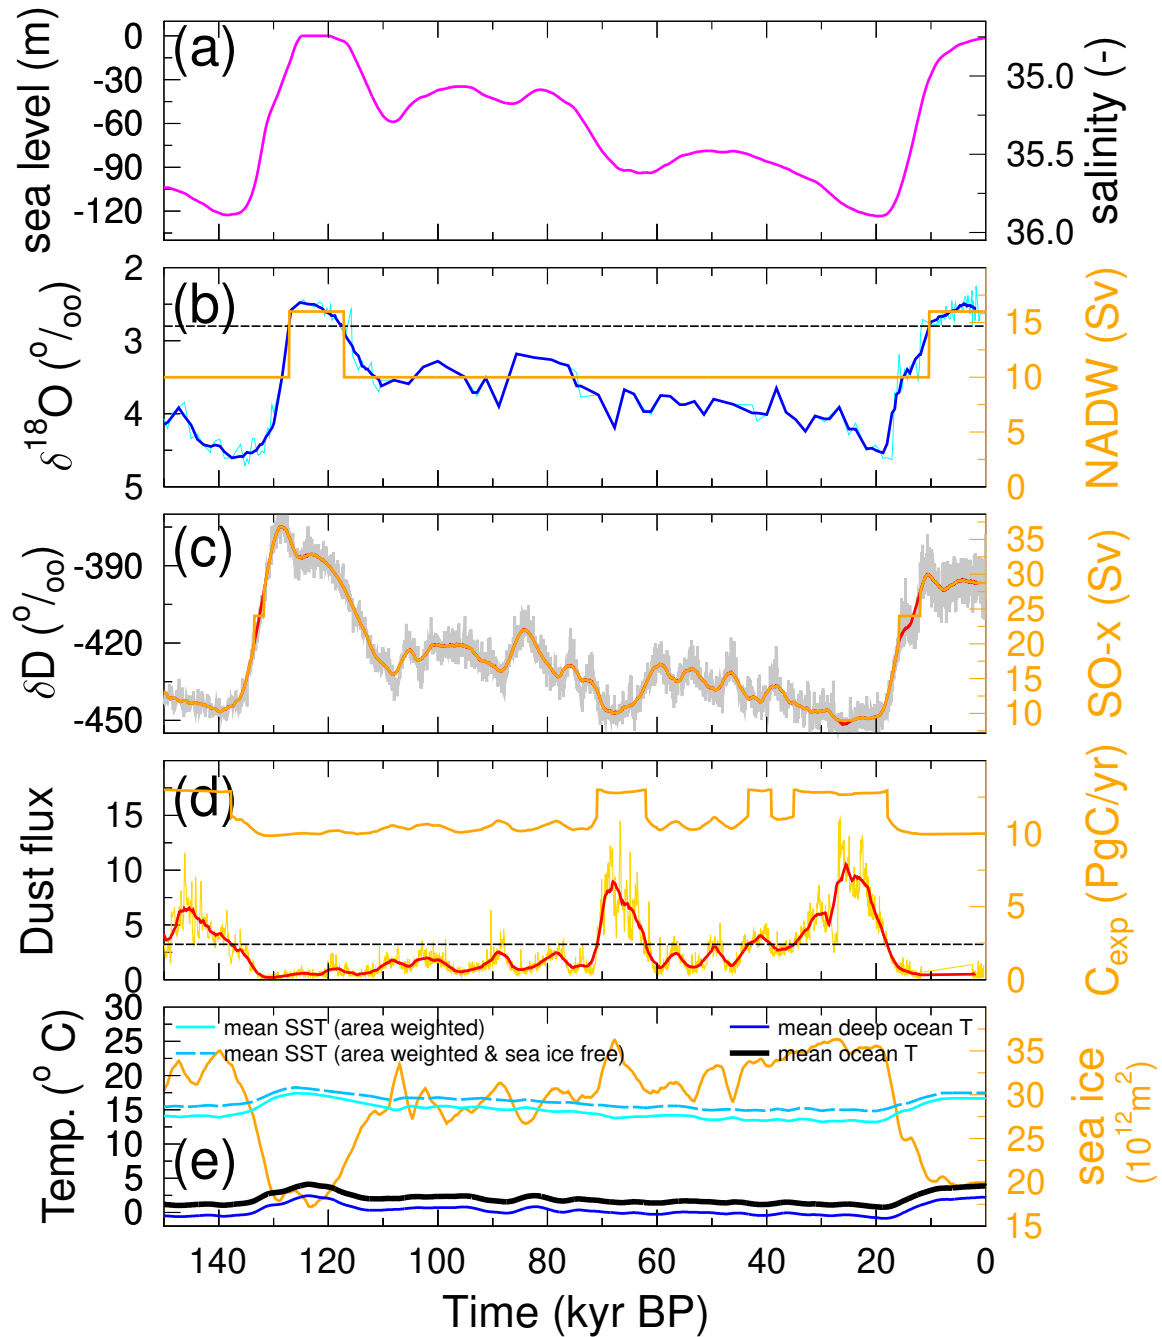 (a)
sea level (m)
0
-30
-60
-90
-120
salinity (-)
35.0
35.5
36.0
(b)
δ¹⁸O (°/oo)
2
3
4
5
NADW (Sv)
15
10
5
0
(c)
δD (°/oo)
-390
-420
-450
SO-x (Sv)
35
30
25
20
15
10
(d)
Dust flux
15
10
5
0
Cexp (PgC/yr)
10
5
0
(e)
Temp. (° C)
30
25
20
15
10
5
0
mean SST (area weighted)
mean SST (area weighted & sea ice free)
mean deep ocean T
mean ocean T
sea ice
(10¹²m²)
35
30
25
20
15
140 120 100 80 60 40 20 0
Time (kyr BP)